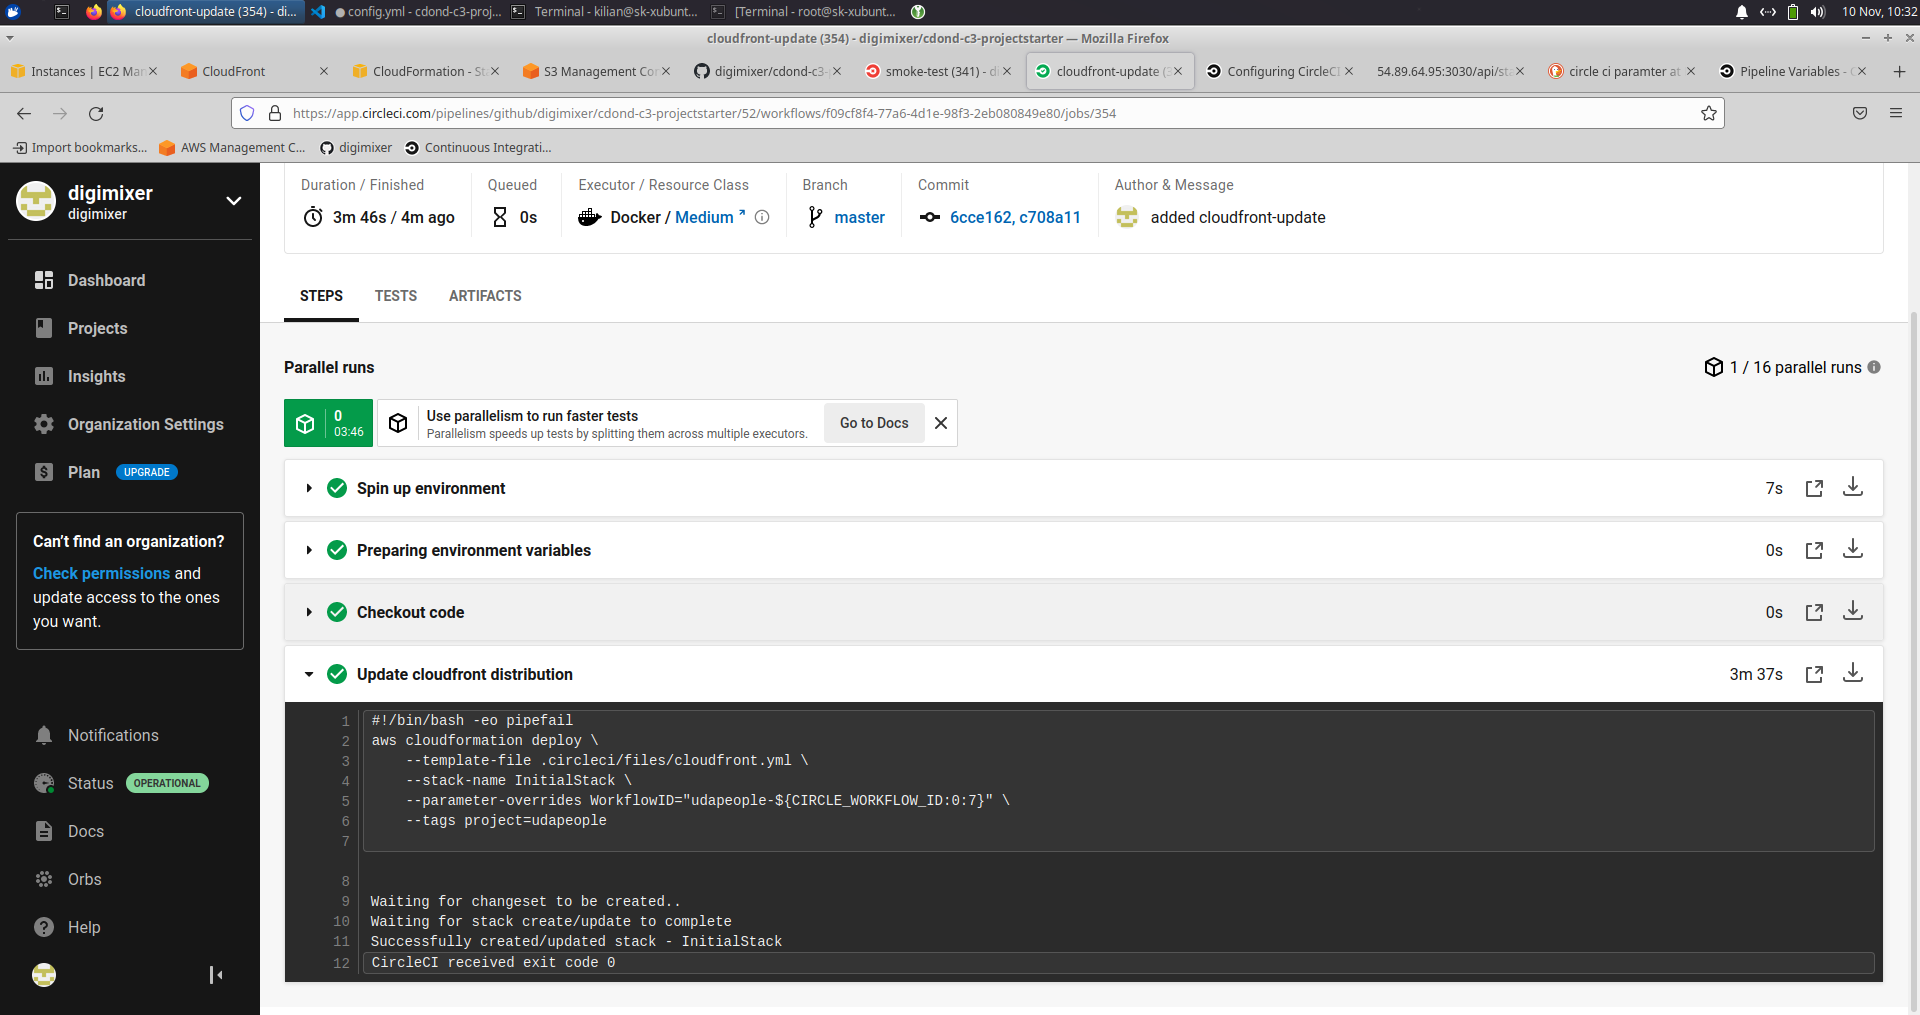 cloudfront-update (354) - di...
config.yml - cdond-c3-proj...
Terminal - kilian@sk-xubunt...
[Terminal - root@sk-xubunt...
10 Nov, 10:32
cloudfront-update (354) - digimixer/cdond-c3-projectstarter — Mozilla Firefox
Instances | EC2 Man
CloudFront
CloudFormation - St
S3 Management Co
digimixer/cdond-c3-
smoke-test (341) - d
cloudfront-update (3
Configuring CircleCI
54.89.64.95:3030/api/st
circle ci paramter at
Pipeline Variables - C
https://app.circleci.com/pipelines/github/digimixer/cdond-c3-projectstarter/52/workflows/f09cf8f4-77a6-4d1e-98f3-2eb080849e80/jobs/354
Import bookmarks...
AWS Management C...
digimixer
Continuous Integrati...
digimixer
digimixer
Dashboard
Projects
Insights
Organization Settings
Plan UPGRADE
Can't find an organization?
Check permissions and
update access to the ones
you want.
Notifications
Status OPERATIONAL
Docs
Orbs
Help
Duration / Finished
3m 46s / 4m ago
Queued
0s
Executor / Resource Class
Docker / Medium
Branch
master
Commit
6cce162, c708a11
Author & Message
added cloudfront-update
STEPS
TESTS
ARTIFACTS
Parallel runs
1 / 16 parallel runs
0
03:46
Use parallelism to run faster tests
Parallelism speeds up tests by splitting them across multiple executors.
Go to Docs
Spin up environment 7s
Preparing environment variables 0s
Checkout code 0s
Update cloudfront distribution 3m 37s
1 #!/bin/bash -eo pipefail
2 aws cloudformation deploy \
3 --template-file .circleci/files/cloudfront.yml \
4 --stack-name InitialStack \
5 --parameter-overrides WorkflowID="udapeople-${CIRCLE_WORKFLOW_ID:0:7}" \
6 --tags project=udapeople
7
8
9 Waiting for changeset to be created..
10 Waiting for stack create/update to complete
11 Successfully created/updated stack - InitialStack
12 CircleCI received exit code 0